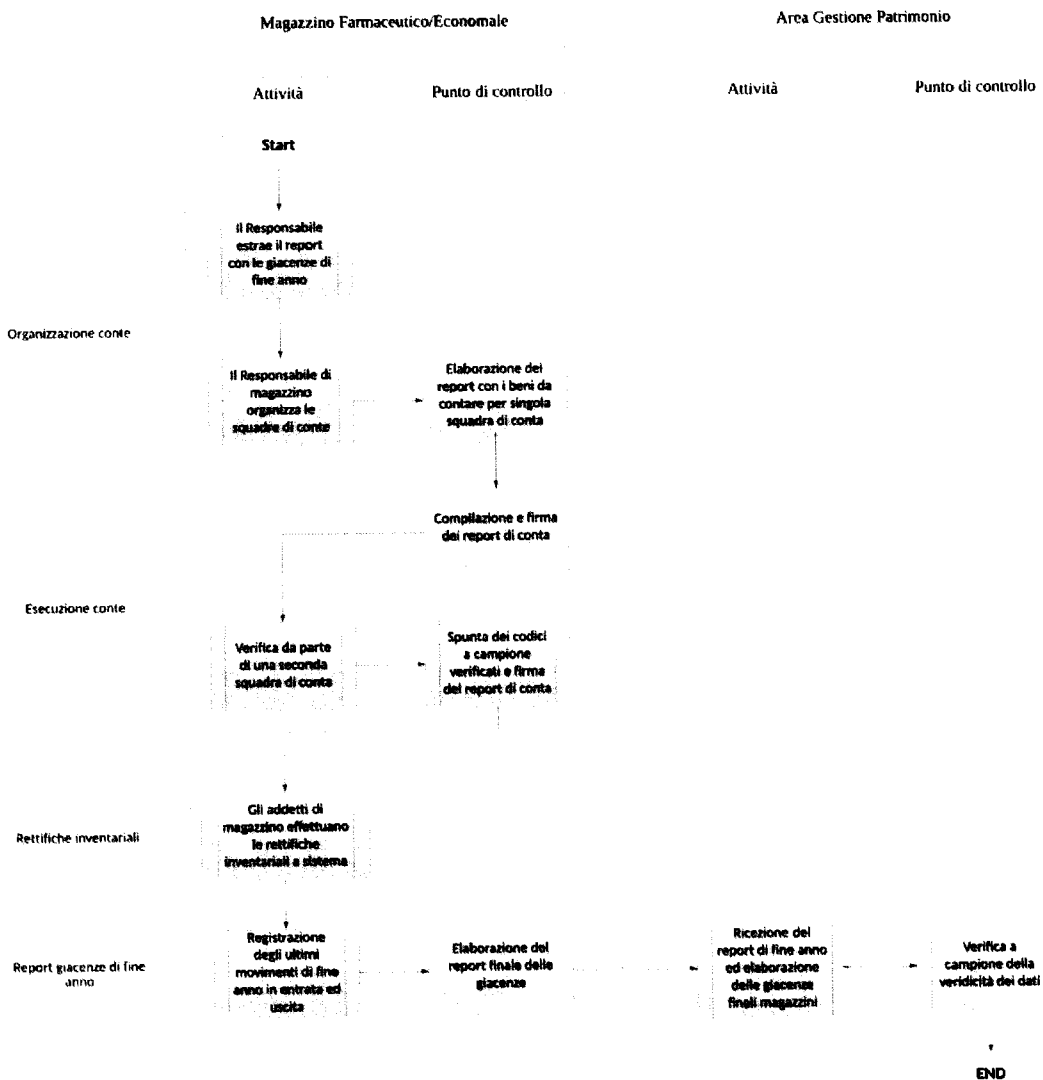 Magazzino Farmaceutico/Economale
Area Gestione Patrimonio
Attività
Punto di controllo
Attività
Punto di controllo
Start
Il Responsabile
estrae il report
con le giacenze di
fine anno
Organizzazione conte
Il Responsabile di
magazzino
organizza le
squadre di conte
Elaborazione dei
report con i beni da
contare per singola
squadra di conta
Compilazione e firma
dei report di conta
Esecuzione conte
Verifica da parte
di una seconda
squadra di conta
Spunta dei codici
a campione
verificati e firma
del report di conta
Rettifiche inventariali
Gli addetti di
magazzino effettuano
le rettifiche
inventariali a sistema
Report giacenze di fine
anno
Registrazione
degli ultimi
movimenti di fine
anno in entrata ed
uscita
Elaborazione del
report finale delle
giacenze
Ricezione del
report di fine anno
ed elaborazione
delle giacenze
finali magazzini
Verifica a
campione della
veridicità dei dati
END